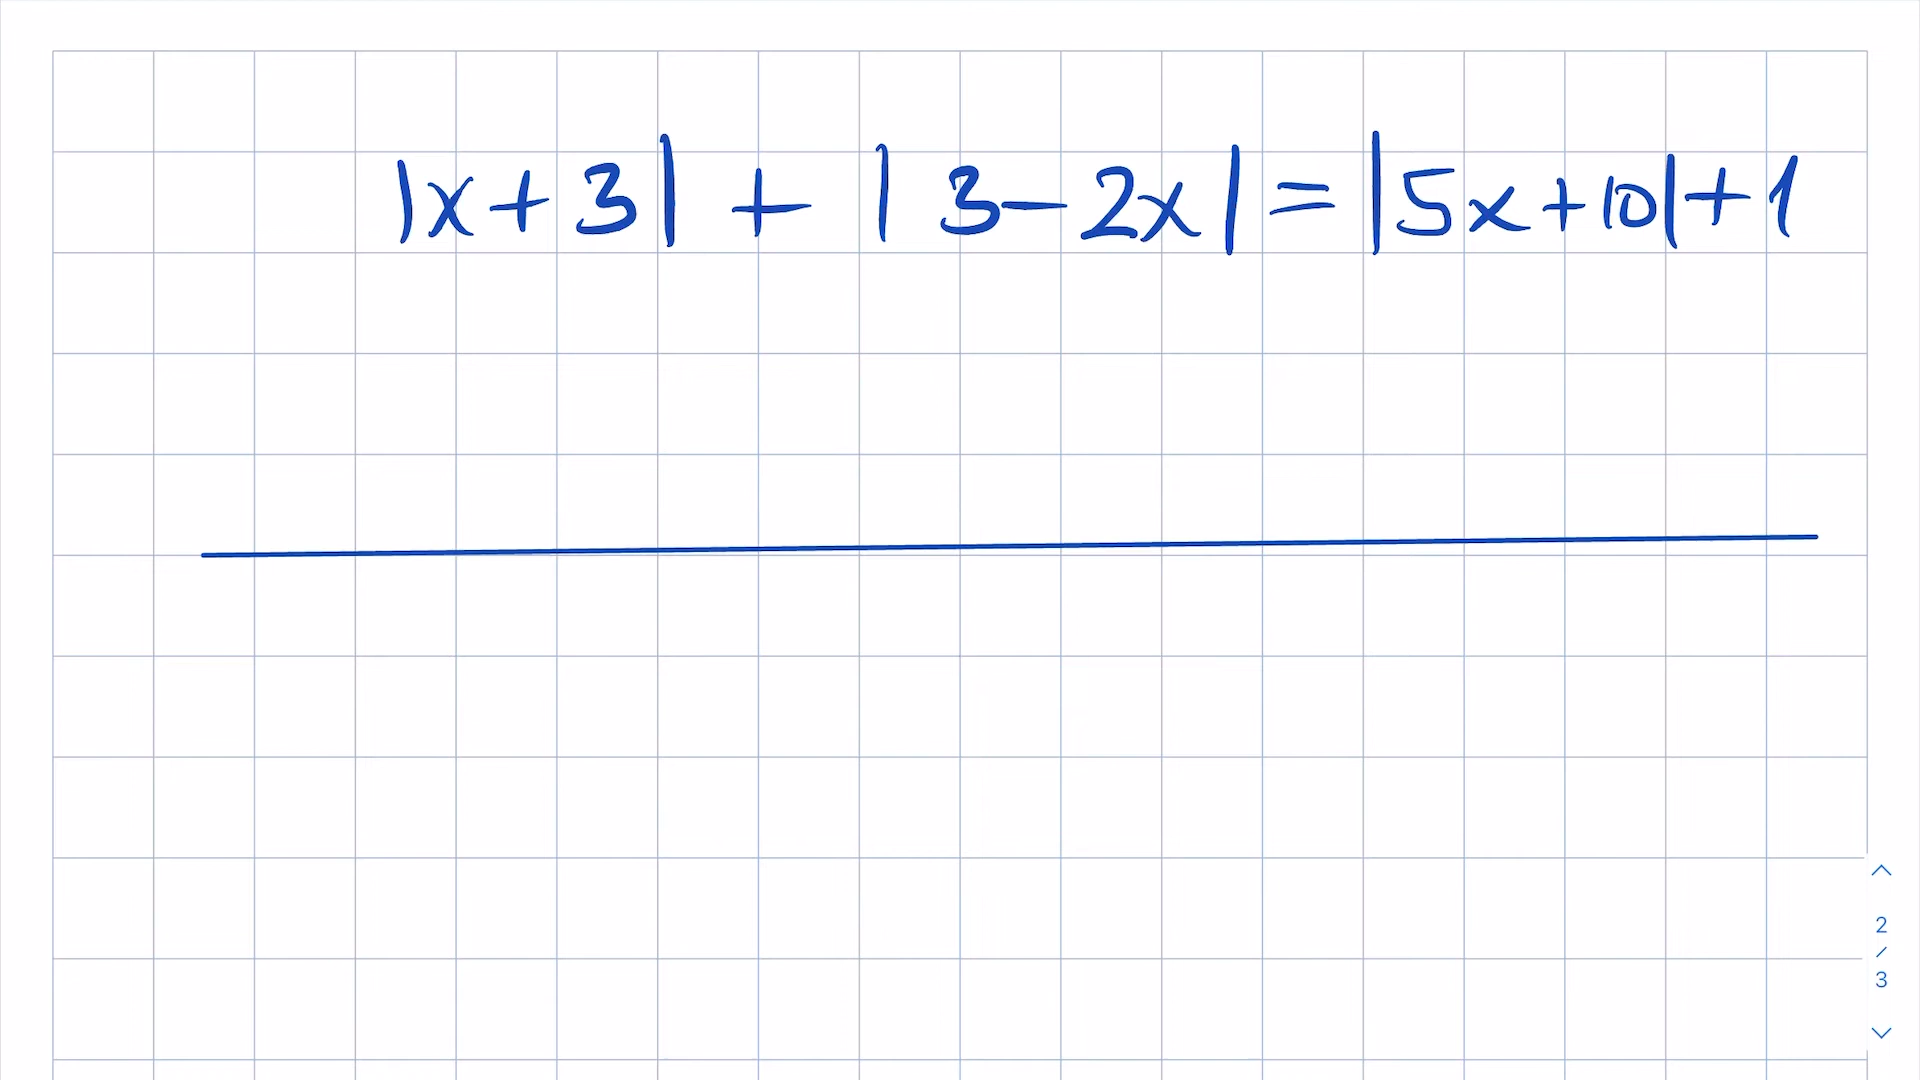 |x+3| + |3-2x| = |5x+10|+1
2
/
3